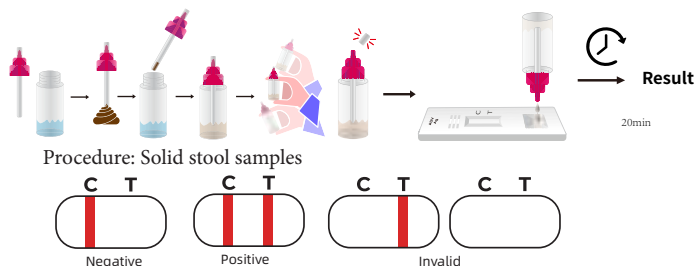 C T
Result
20min
Procedure: Solid stool samples
C T C T C T C T
Negative Positive Invalid